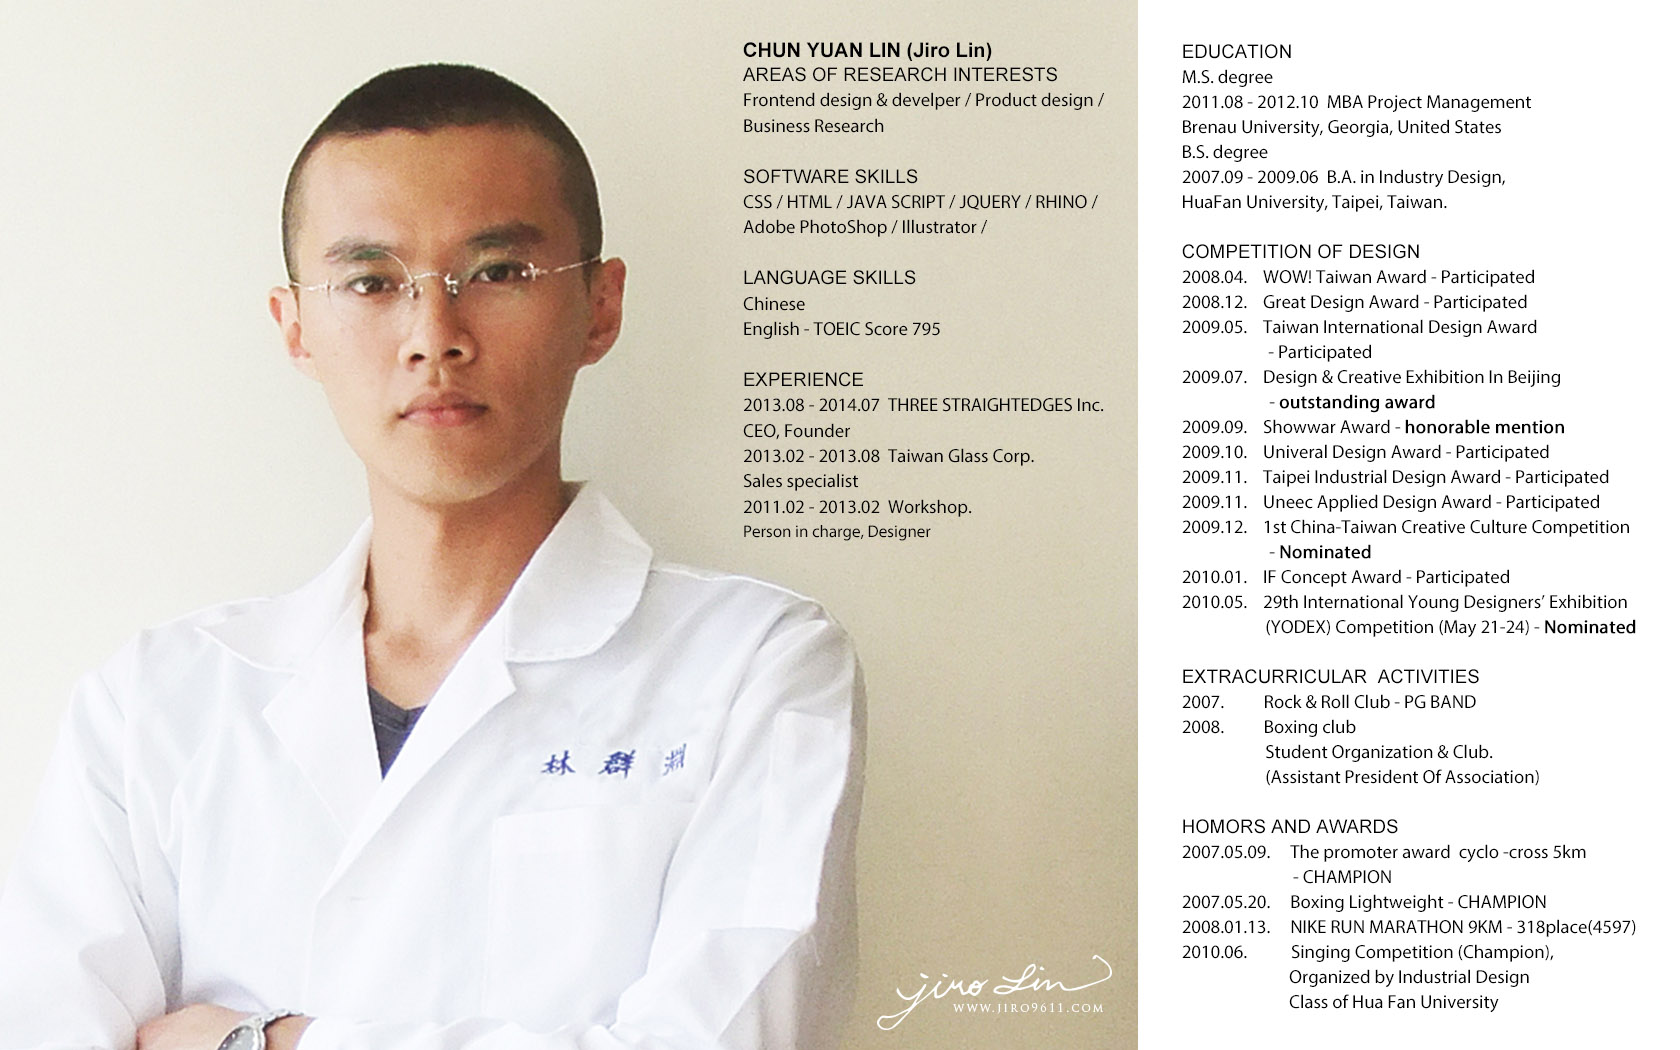 CHUN YUAN LIN (Jiro Lin)
AREAS OF RESEARCH INTERESTS
Frontend design & develper / Product design /
Business Research
SOFTWARE SKILLS
CSS / HTML / JAVA SCRIPT / JQUERY / RHINO /
Adobe PhotoShop / Illustrator /
LANGUAGE SKILLS
Chinese
English - TOEIC Score 795
EXPERIENCE
2013.08 - 2014.07 THREE STRAIGHTEDGES Inc.
CEO, Founder
2013.02 - 2013.08 Taiwan Glass Corp.
Sales specialist
2011.02 - 2013.02 Workshop.
Person in charge, Designer
林群淵
jiro Lin
WWW.JIRO9611.COM
EDUCATION
M.S. degree
2011.08 - 2012.10 MBA Project Management
Brenau University, Georgia, United States
B.S. degree
2007.09 - 2009.06 B.A. in Industry Design,
HuaFan University, Taipei, Taiwan.
COMPETITION OF DESIGN
2008.04. WOW! Taiwan Award - Participated
2008.12. Great Design Award - Participated
2009.05. Taiwan International Design Award
- Participated
2009.07. Design & Creative Exhibition In Beijing
- outstanding award
2009.09. Showwar Award - honorable mention
2009.10. Univeral Design Award - Participated
2009.11. Taipei Industrial Design Award - Participated
2009.11. Uneec Applied Design Award - Participated
2009.12. 1st China-Taiwan Creative Culture Competition
- Nominated
2010.01. IF Concept Award - Participated
2010.05. 29th International Young Designers’ Exhibition
(YODEX) Competition (May 21-24) - Nominated
EXTRACURRICULAR ACTIVITIES
2007. Rock & Roll Club - PG BAND
2008. Boxing club
Student Organization & Club.
(Assistant President Of Association)
HOMORS AND AWARDS
2007.05.09. The promoter award cyclo -cross 5km
- CHAMPION
2007.05.20. Boxing Lightweight - CHAMPION
2008.01.13. NIKE RUN MARATHON 9KM - 318place(4597)
2010.06. Singing Competition (Champion),
Organized by Industrial Design
Class of Hua Fan University